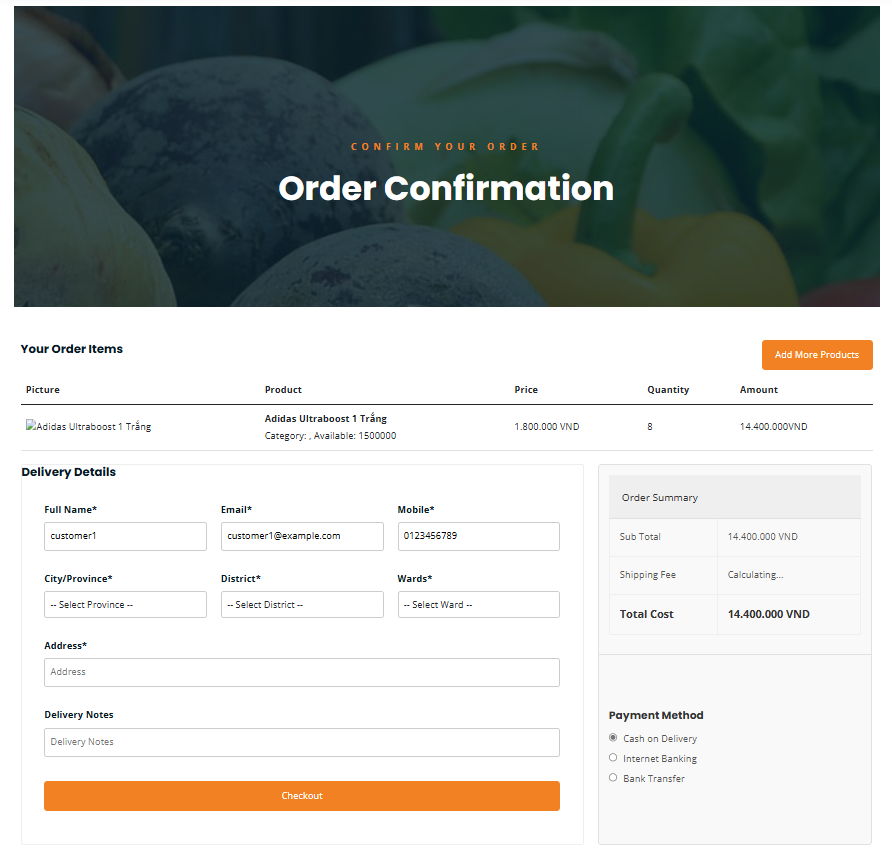 CONFIRM YOUR ORDER
Order Confirmation
Your Order Items
Add More Products
Picture Product Price Quantity Amount
Adidas Ultraboost 1 Trắng
Adidas Ultraboost 1 Trắng
Category: , Available: 1500000
1.800.000 VND 8 14.400.000VND
Delivery Details
Full Name* Email* Mobile*
customer1 customer1@example.com 0123456789
City/Province* District* Wards*
-- Select Province -- -- Select District -- -- Select Ward --
Address*
Address
Delivery Notes
Delivery Notes
Checkout
Order Summary
Sub Total 14.400.000 VND
Shipping Fee Calculating...
Total Cost 14.400.000 VND
Payment Method
Cash on Delivery
Internet Banking
Bank Transfer